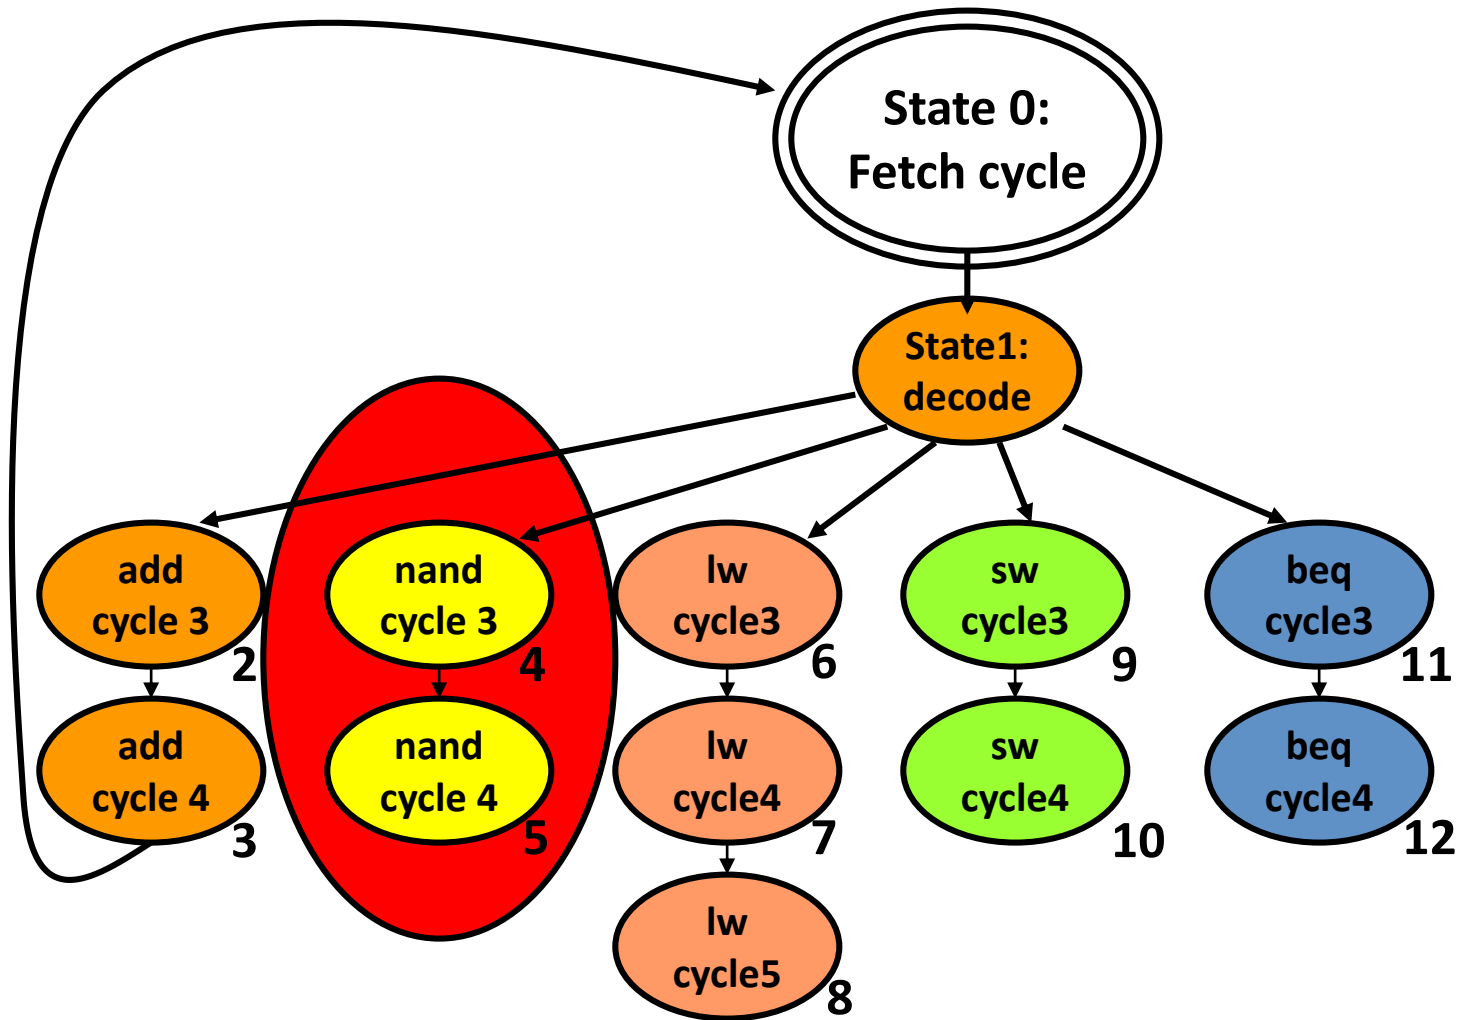 State 0:
Fetch cycle
State1:
decode
add
cycle 3
2
nand
cycle 3
4
lw
cycle3
6
sw
cycle3
9
beq
cycle3
11
add
cycle 4
3
nand
cycle 4
5
lw
cycle4
7
sw
cycle4
10
beq
cycle4
12
lw
cycle5
8